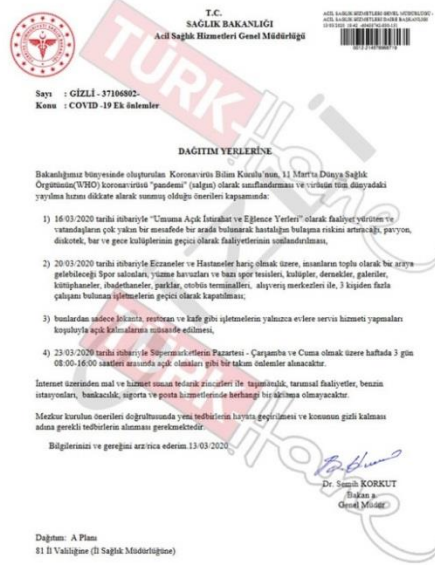 T.C.
SAĞLIK BAKANLIĞI
Acil Sağlık Hizmetleri Genel Müdürlüğü
Sayı : GİZLİ - 37106802-
Konu : COVID -19 Ek önlemler
DAĞITIM YERLERİNE
Bakanlığımız bünyesinde oluşturulan Koronavirüs Bilim Kurulu'nun, 11 Mart'ta Dünya Sağlık
Örgütünün(WHO) koronavirüsü "pandemi" (salgın) olarak sınıflandırması ve virüsün tüm dünyadaki
yayılma hızını dikkate alarak sunmuş olduğu önerileri kapsamında:
1) 16/03/2020 tarihi itibariyle "Umuma Açık İstirahat ve Eğlence Yerleri" olarak faaliyet yürüten ve
vatandaşların çok yakın bir mesafede bir arada bulunarak hastalığın bulaşma riskini artıracağı, pavyon,
diskotek, bar ve gece kulüplerinin geçici olarak faaliyetlerinin sonlandırılması,
2) 20/03/2020 tarihi itibariyle Eczaneler ve Hastaneler hariç olmak üzere, insanların toplu olarak bir araya
gelebileceği Spor salonları, yüzme havuzları ve bazı spor tesisleri, kulüpler, dernekler, galeriler,
kütüphaneler, ibadethaneler, parklar, otobüs terminalleri, alışveriş merkezleri ile, 3 kişiden fazla
çalışanı bulunan işletmelerin geçici olarak kapatılması;
3) bunlardan sadece lokanta, restoran ve kafe gibi işletmelerin yalnızca evlere servis hizmeti yapmaları
koşuluyla açık kalmalarına müsaade edilmesi,
4) 23/03/2020 tarihi itibariyle Süpermarketlerin Pazartesi - Çarşamba ve Cuma olmak üzere haftada 3 gün
08:00-16:00 saatleri arasında açık olmaları gibi bir takım önlemler alınacaktır.
İnternet üzerinden mal ve hizmet sunan tedarik zincirleri ile taşımacılık, tarımsal faaliyetler, benzin
istasyonları, bankacılık, sigorta ve posta hizmetlerinde herhangi bir aksama olmayacaktır.
Mezkur kurulun önerileri doğrultusunda yeni tedbirlerin hayata geçirilmesi ve konunun gizli kalması
adına gerekli tedbirlerin alınması gerekmektedir.
Bilgilerinizi ve gereğini arz/rica ederim.13/03/2020
Dr. Semih KORKUT
Bakan a.
Genel Müdür
Dağıtım: A Planı
81 İl Valiliğine (İl Sağlık Müdürlüğüne)
TURK-
Hane
TURK
Hane